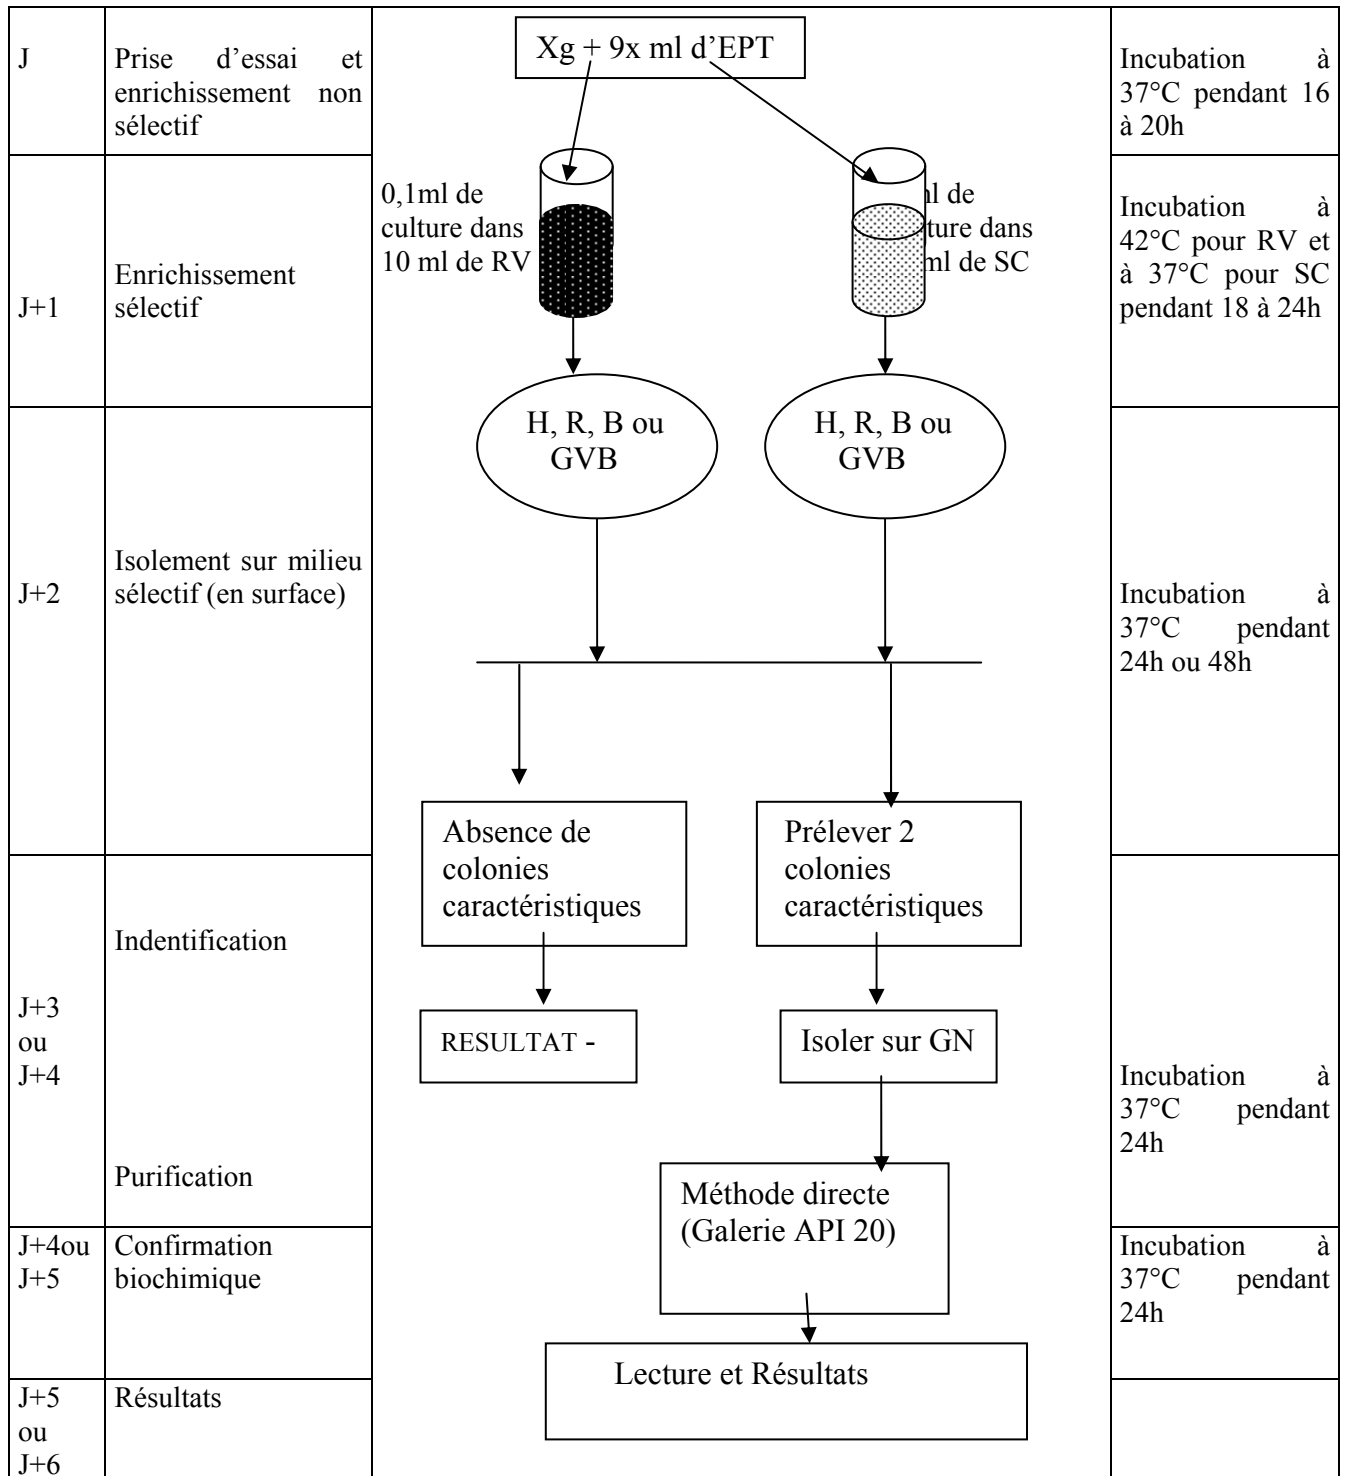 J
Prise d'essai et
enrichissement non
sélectif
Xg + 9x ml d'EPT
Incubation à
37°C pendant 16
à 20h
J+1
Enrichissement
sélectif
0,1ml de
culture dans
10 ml de RV
de
dans
ml de SC
Incubation à
42°C pour RV et
à 37°C pour SC
pendant 18 à 24h
H, R, B ou
GVB
H, R, B ou
GVB
J+2
Isolement sur milieu
sélectif (en surface)
Incubation à
37°C pendant
24h ou 48h
Absence de
colonies
caractéristiques
Prélever 2
colonies
caractéristiques
J+3
ou
J+4
Indentification
Purification
RESULTAT -
Isoler sur GN
Incubation à
37°C pendant
24h
Méthode directe
(Galerie API 20)
J+4ou
J+5
Confirmation
biochimique
Incubation à
37°C pendant
24h
Lecture et Résultats
J+5
ou
J+6
Résultats